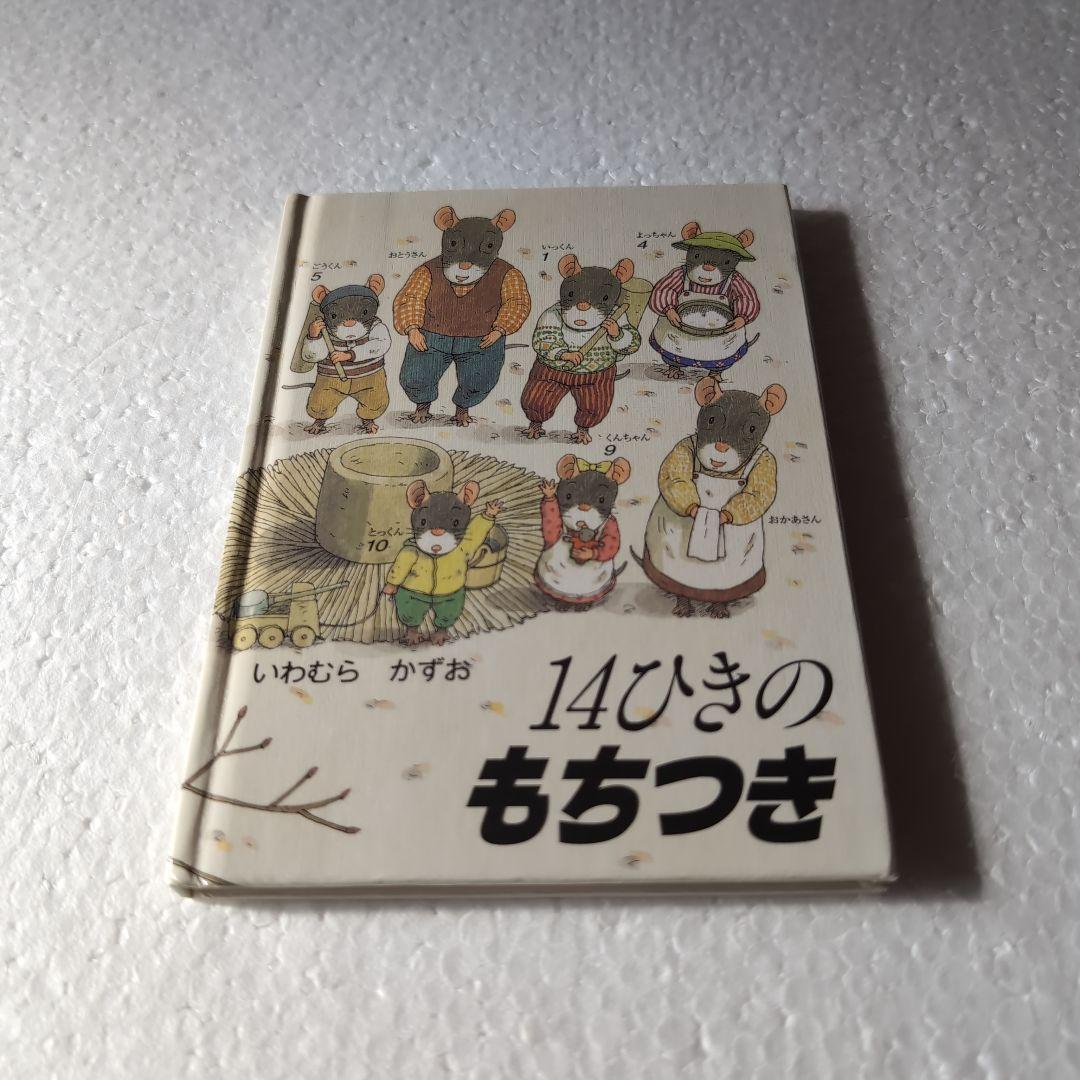 よっちゃん
4
いっくん
1
おとうさん
ごうくん
5
くんちゃん
9
おかあさん
とっくん
10
いわむら かずお
14ひきの
もちつき